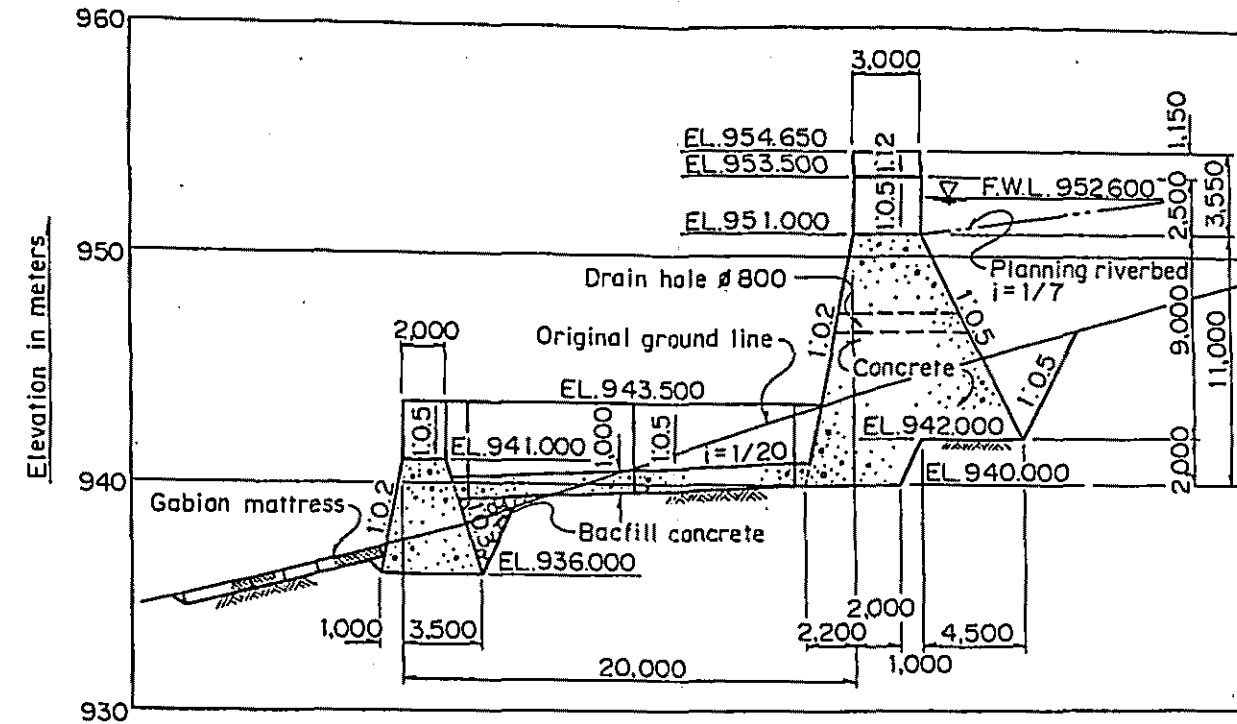 960
3,000
1,150
EL.954.650
1:1.2
EL.953.500
F.W.L. 952.600
3,550
2,500
1:0.5
EL.951.000
950
Elevation in meters
Drain hole ø 800
Planning riverbed
i = 1/7
2,000
Original ground line
1:0.2
1:0.5
9,000
11,000
Concrete
1:0.5
EL.943.500
1:0.5
EL.941.000
1,000
1:0.5
i = 1/20
EL.942.000
940
EL.940.000
2,000
Gabion mattress
1:0.2
Bacfill concrete
EL.936.000
2,000
1,000
3,500
2,200
4,500
1,000
20,000
930